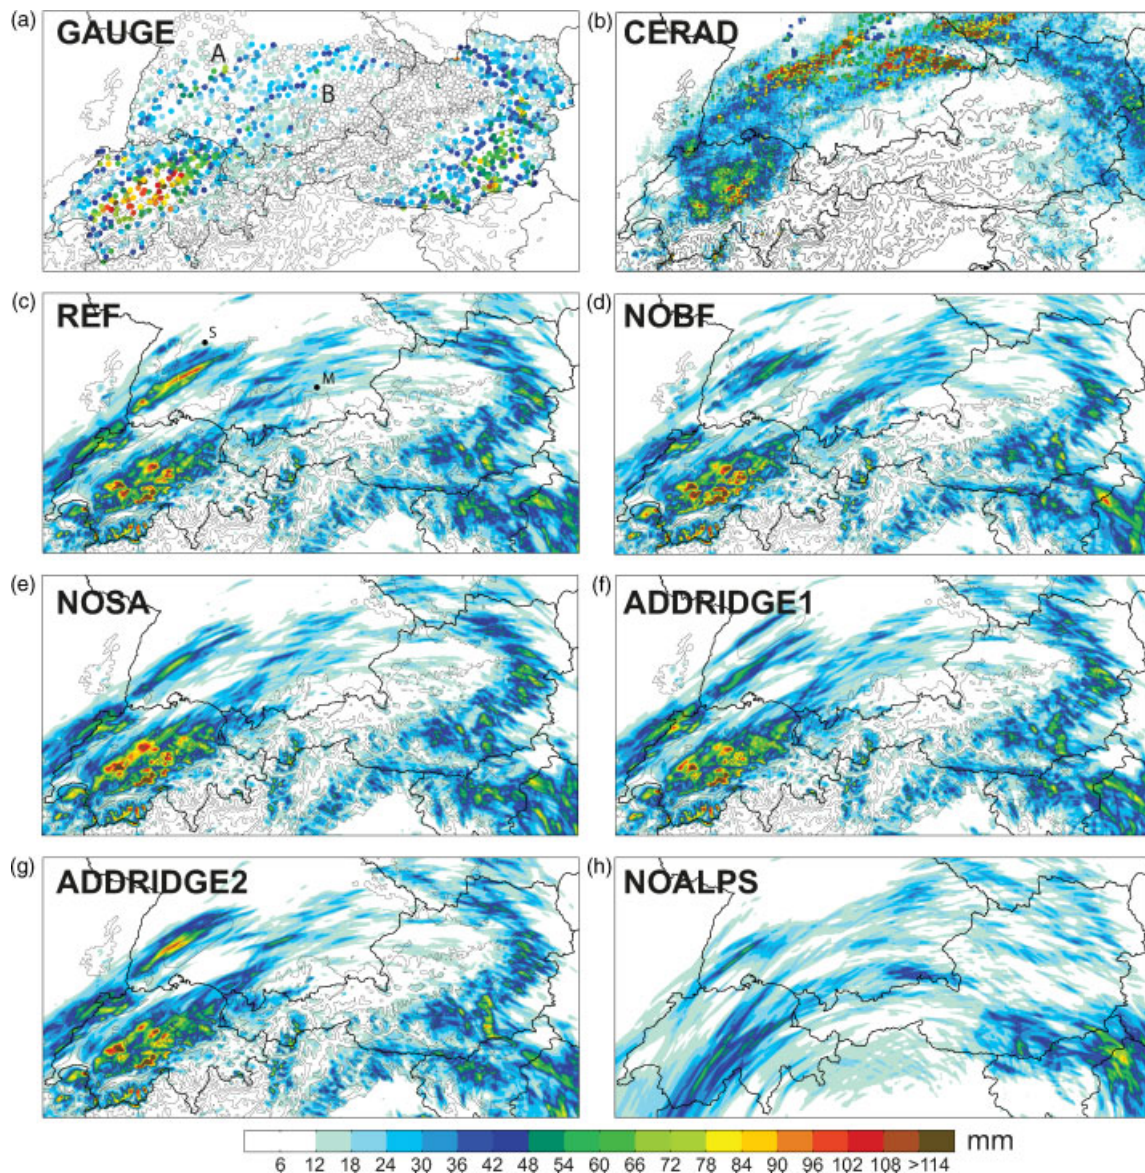 (a) GAUGE
A
B
(b) CERAD
(c) REF
S
M
(d) NOBF
(e) NOSA
(f) ADDRIDGE1
(g) ADDRIDGE2
(h) NOALPS
mm
6 12 18 24 30 36 42 48 54 60 66 72 78 84 90 96 102 108 >114